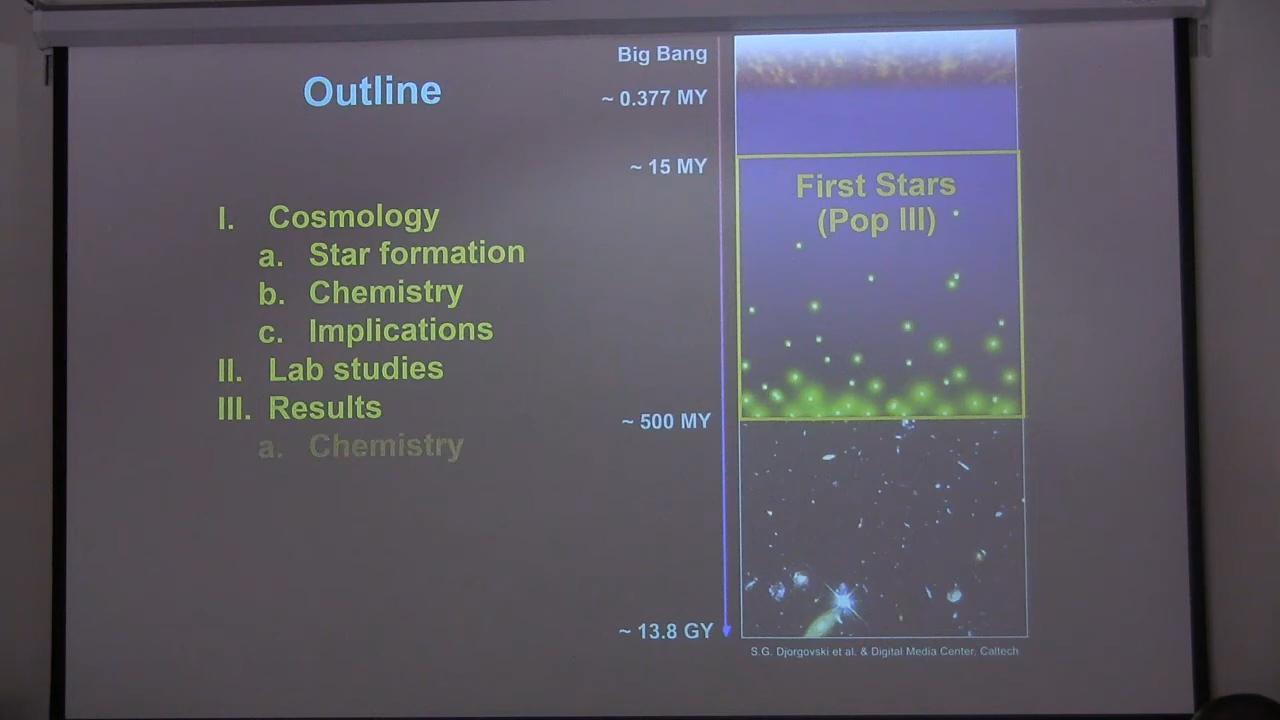 Outline
I. Cosmology
a. Star formation
b. Chemistry
c. Implications
II. Lab studies
III. Results
a. Chemistry
Big Bang
~ 0.377 MY
~ 15 MY
~ 500 MY
~ 13.8 GY
First Stars
(Pop III)
S.G. Djorgovski et al. & Digital Media Center, Caltech